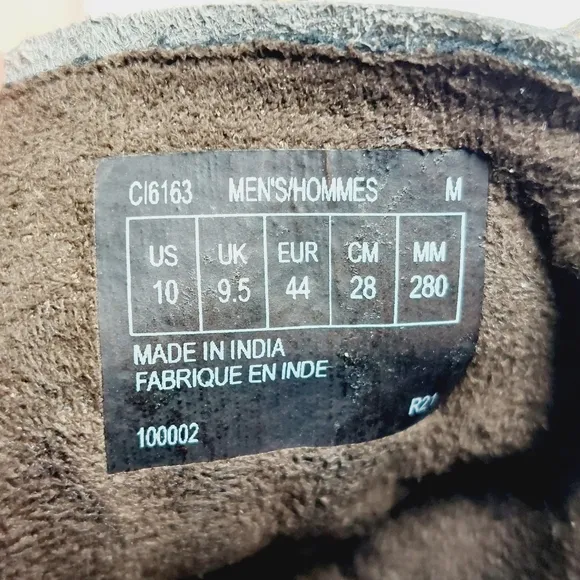 CI6163 MEN'S/HOMMES M
US UK EUR CM MM
10 9.5 44 28 280
MADE IN INDIA
FABRIQUE EN INDE
R21
100002